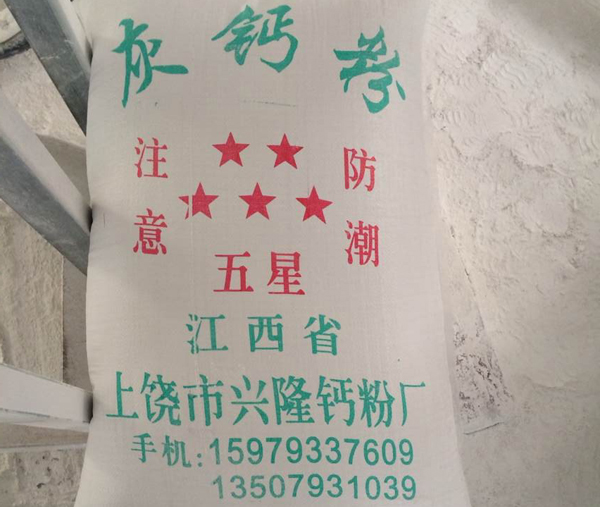 灰钙粉
注意 防潮
五星
江西省
上饶市兴隆钙粉厂
手机:15979337609
13507931039